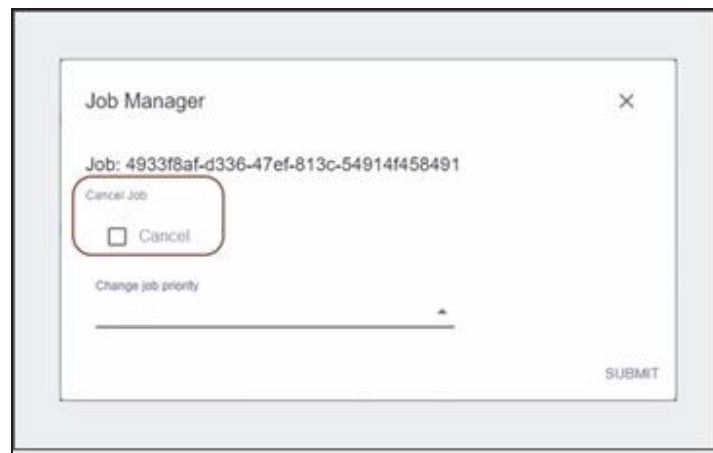 Job Manager
Job: 4933f8af-d336-47ef-813c-54914f458491
Cancel Job
Cancel
Change job priority
SUBMIT